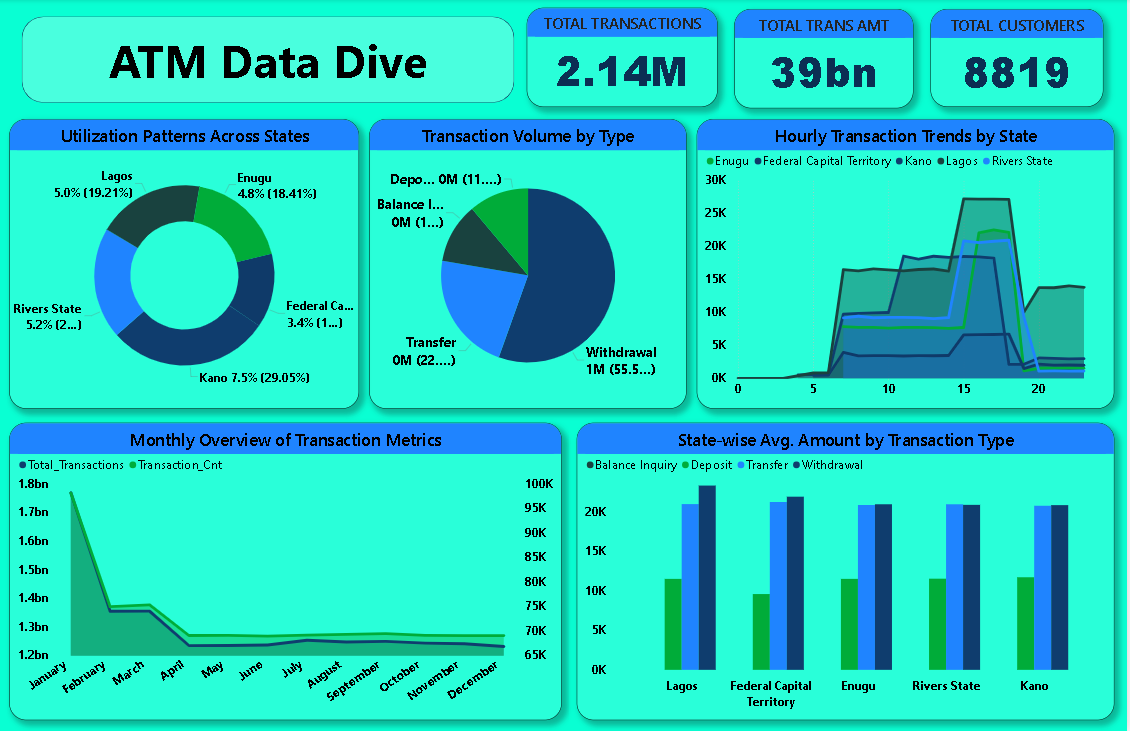 ATM Data Dive
TOTAL TRANSACTIONS
2.14M
TOTAL TRANS AMT
39bn
TOTAL CUSTOMERS
8819
Utilization Patterns Across States
Lagos
5.0% (19.21%)
Enugu
4.8% (18.41%)
Rivers State
5.2% (2...)
Federal Ca...
3.4% (1...)
Kano 7.5% (29.05%)
Transaction Volume by Type
Depo... 0M (11....)
Balance I...
0M (1...)
Transfer
0M (22....)
Withdrawal
1M (55.5...)
Hourly Transaction Trends by State
Enugu Federal Capital Territory Kano Lagos Rivers State
30K
25K
20K
15K
10K
5K
0K
0 5 10 15 20
Monthly Overview of Transaction Metrics
Total_Transactions Transaction_Cnt
1.8bn
1.7bn
1.6bn
1.5bn
1.4bn
1.3bn
1.2bn
100K
95K
90K
85K
80K
75K
70K
65K
January February March April May June July August September October November December
State-wise Avg. Amount by Transaction Type
Balance Inquiry Deposit Transfer Withdrawal
20K
15K
10K
5K
0K
Lagos
Federal Capital
Territory
Enugu
Rivers State
Kano